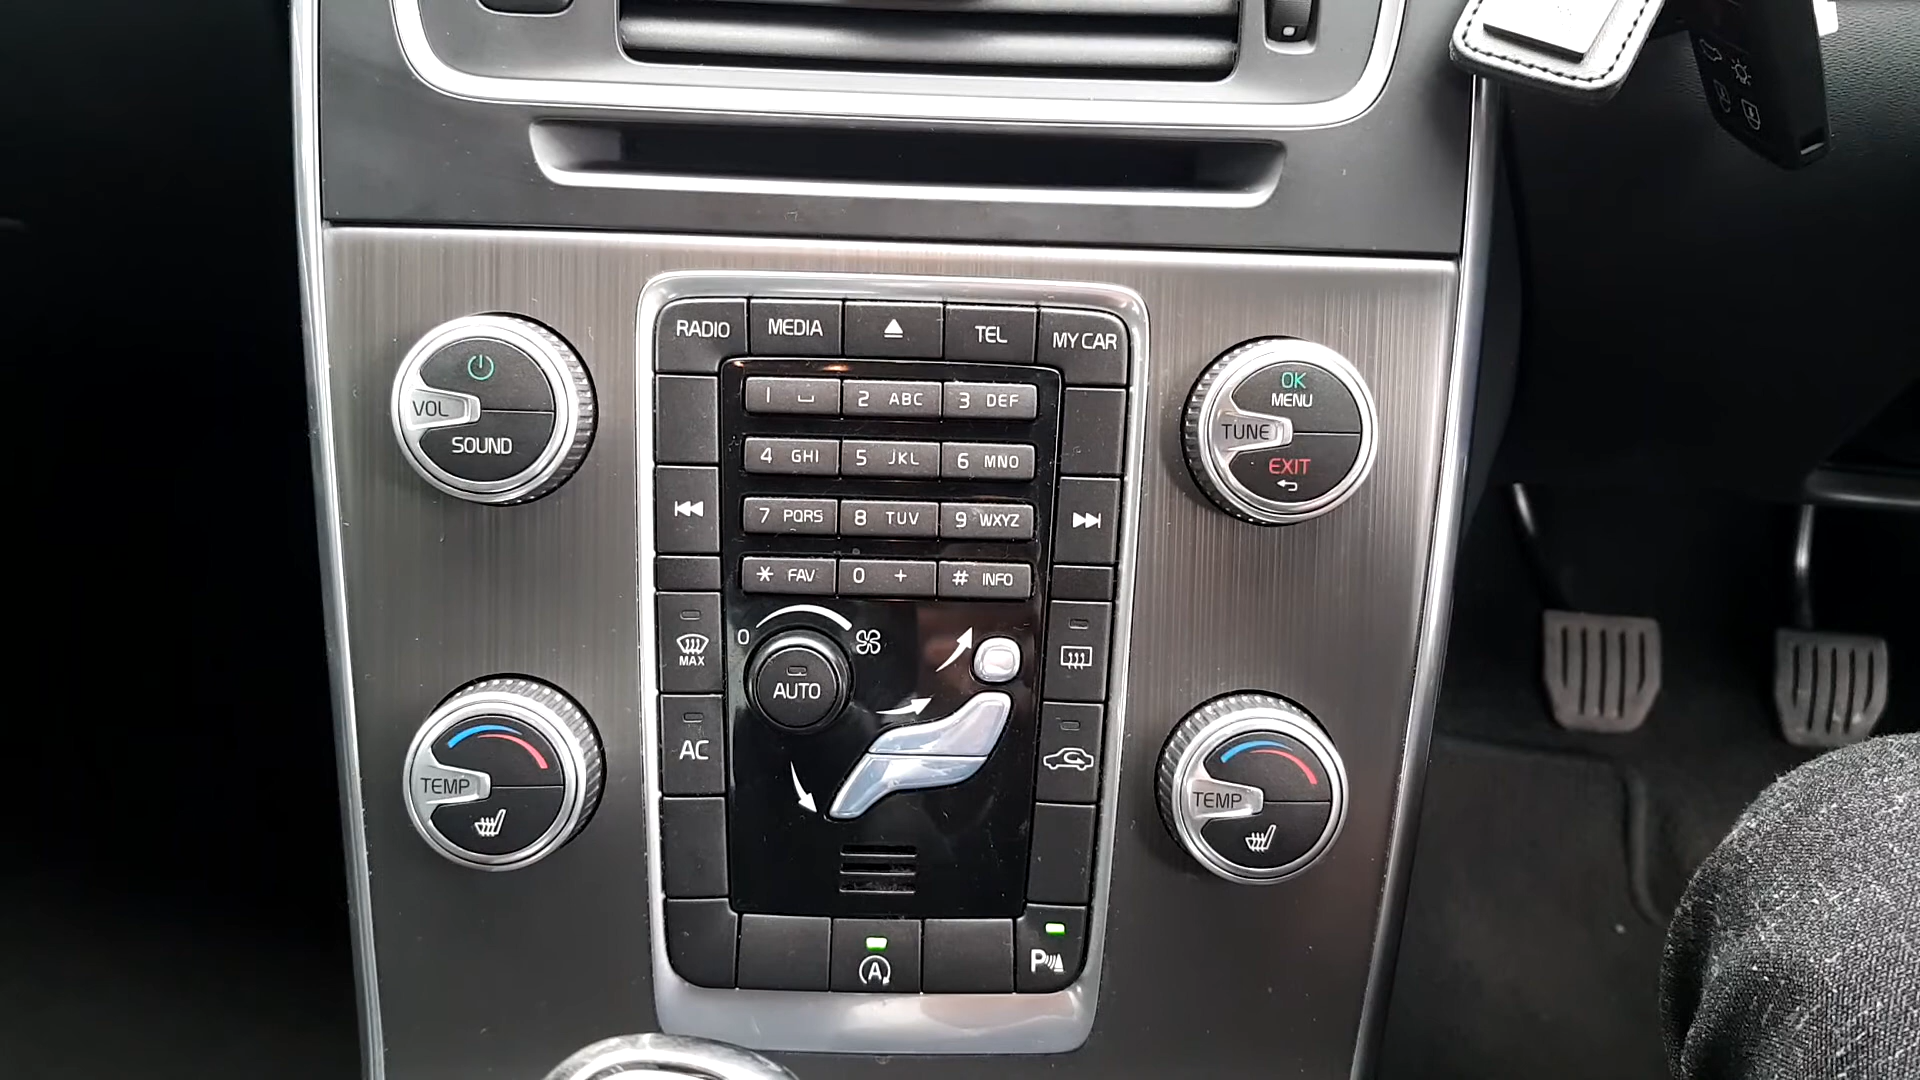 RADIO
MEDIA
TEL
MY CAR
VOL
SOUND
1
2 ABC
3 DEF
4 GHI
5 JKL
6 MNO
7 PQRS
8 TUV
9 WXYZ
* FAV
0 +
# INFO
OK
MENU
TUNE
EXIT
MAX
0
AUTO
AC
TEMP
TEMP
A
P